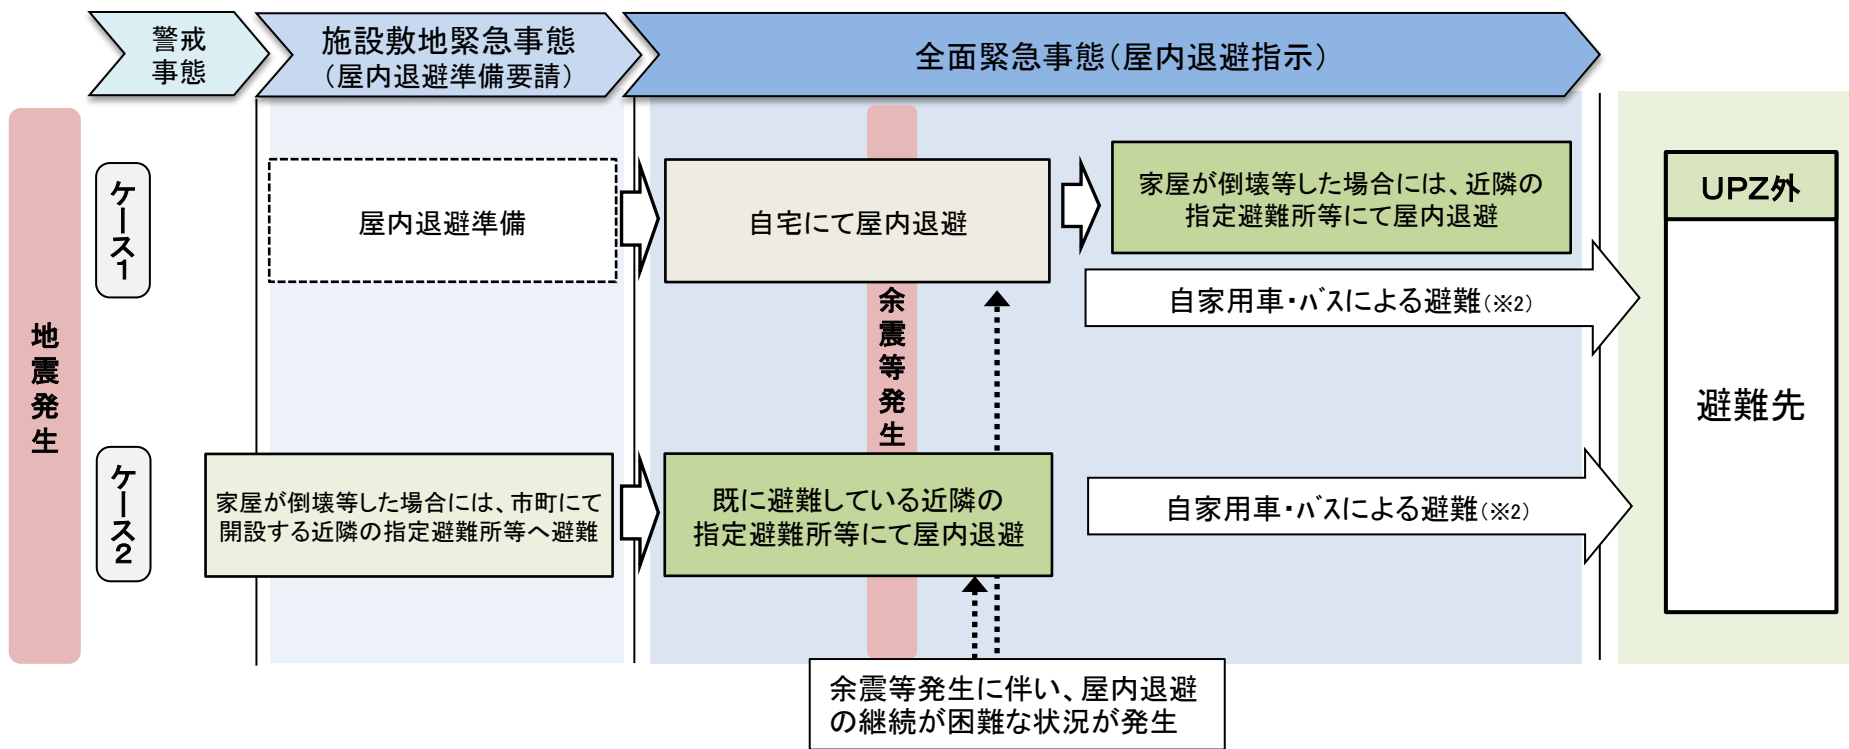 警戒
事態
施設敷地緊急事態
（屋内退避準備要請）
全面緊急事態（屋内退避指示）
地震発生
ケース1
屋内退避準備
自宅にて屋内退避
家屋が倒壊等した場合には、近隣の
指定避難所等にて屋内退避
自家用車・バスによる避難（※2）
余震等発生
UPZ外
避難先
ケース2
家屋が倒壊等した場合には、市町にて
開設する近隣の指定避難所等へ避難
既に避難している近隣の
指定避難所等にて屋内退避
自家用車・バスによる避難（※2）
余震等発生に伴い、屋内退避
の継続が困難な状況が発生